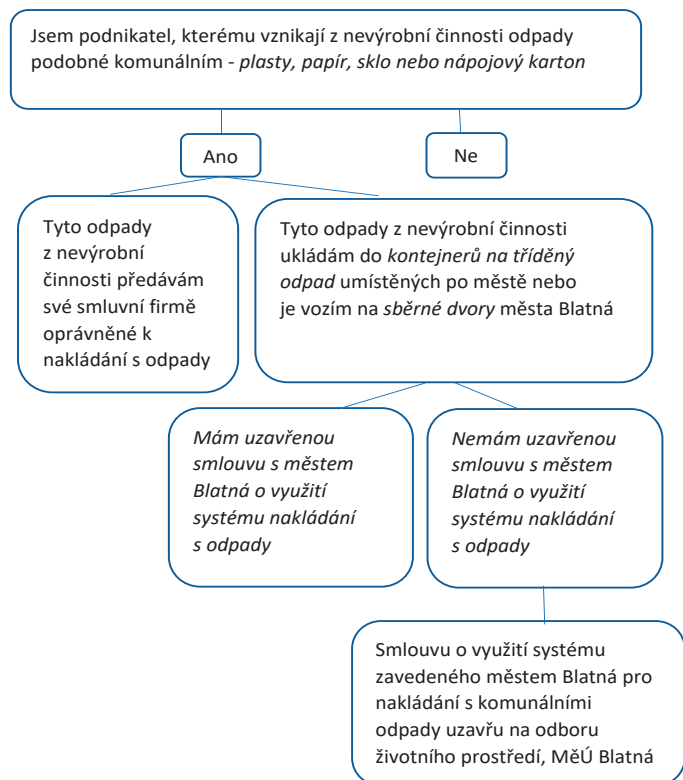 Jsem podnikatel, kterému vznikají z nevýrobní činnosti odpady
podobné komunálním - plasty, papír, sklo nebo nápojový karton
Ano
Ne
Tyto odpady
z nevýrobní
činnosti předávám
své smluvní firmě
oprávněné k
nakládání s odpady
Tyto odpady z nevýrobní činnosti
ukládám do kontejnerů na tříděný
odpad umístěných po městě nebo
je vozím na sběrné dvory města Blatná
Mám uzavřenou
smlouvu s městem
Blatná o využití
systému nakládání
s odpady
Nemám uzavřenou
smlouvu s městem
Blatná o využití
systému nakládání
s odpady
Smlouvu o využití systému
zavedeného městem Blatná pro
nakládání s komunálními
odpady uzavřu na odboru
životního prostředí, MěÚ Blatná